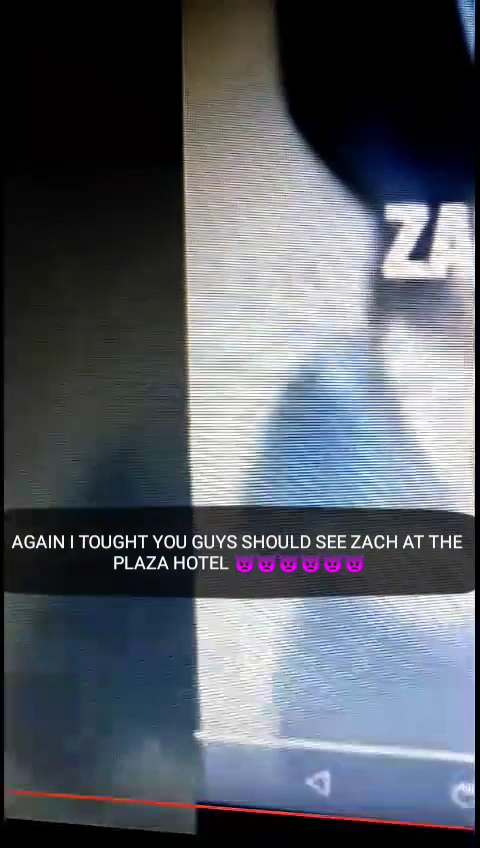 ZA
AGAIN I TOUGHT YOU GUYS SHOULD SEE ZACH AT THE
PLAZA HOTEL 👿👿👿👿👿👿